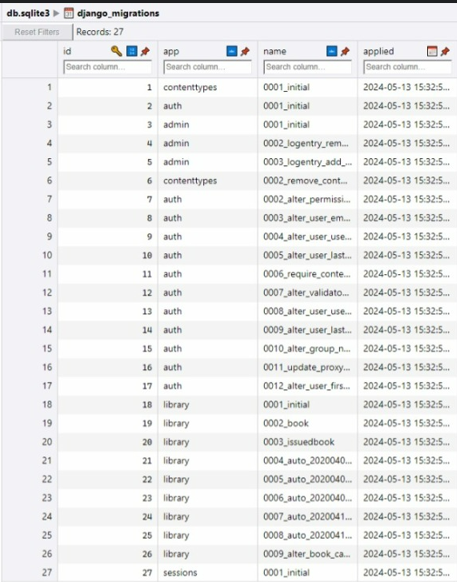 db.sqlite3 django_migrations
Reset Filters Records: 27
id app name applied
Search column... Search column... Search column... Search column...
1 1 contenttypes 0001_initial 2024-05-13 15:32:5...
2 2 auth 0001_initial 2024-05-13 15:32:5...
3 3 admin 0001_initial 2024-05-13 15:32:5...
4 4 admin 0002_logentry_rem... 2024-05-13 15:32:5...
5 5 admin 0003_logentry_add_... 2024-05-13 15:32:5...
6 6 contenttypes 0002_remove_cont... 2024-05-13 15:32:5...
7 7 auth 0002_alter_permissi... 2024-05-13 15:32:5...
8 8 auth 0003_alter_user_em... 2024-05-13 15:32:5...
9 9 auth 0004_alter_user_use... 2024-05-13 15:32:5...
10 10 auth 0005_alter_user_last... 2024-05-13 15:32:5...
11 11 auth 0006_require_conte... 2024-05-13 15:32:5...
12 12 auth 0007_alter_validato... 2024-05-13 15:32:5...
13 13 auth 0008_alter_user_use... 2024-05-13 15:32:5...
14 14 auth 0009_alter_user_last... 2024-05-13 15:32:5...
15 15 auth 0010_alter_group_n... 2024-05-13 15:32:5...
16 16 auth 0011_update_proxy... 2024-05-13 15:32:5...
17 17 auth 0012_alter_user_firs... 2024-05-13 15:32:5...
18 18 library 0001_initial 2024-05-13 15:32:5...
19 19 library 0002_book 2024-05-13 15:32:5...
20 20 library 0003_issuedbook 2024-05-13 15:32:5...
21 21 library 0004_auto_2020040... 2024-05-13 15:32:5...
22 22 library 0005_auto_2020040... 2024-05-13 15:32:5...
23 23 library 0006_auto_2020040... 2024-05-13 15:32:5...
24 24 library 0007_auto_2020041... 2024-05-13 15:32:5...
25 25 library 0008_auto_2020041... 2024-05-13 15:32:5...
26 26 library 0009_alter_book_ca... 2024-05-13 15:32:5...
27 27 sessions 0001_initial 2024-05-13 15:32:5...